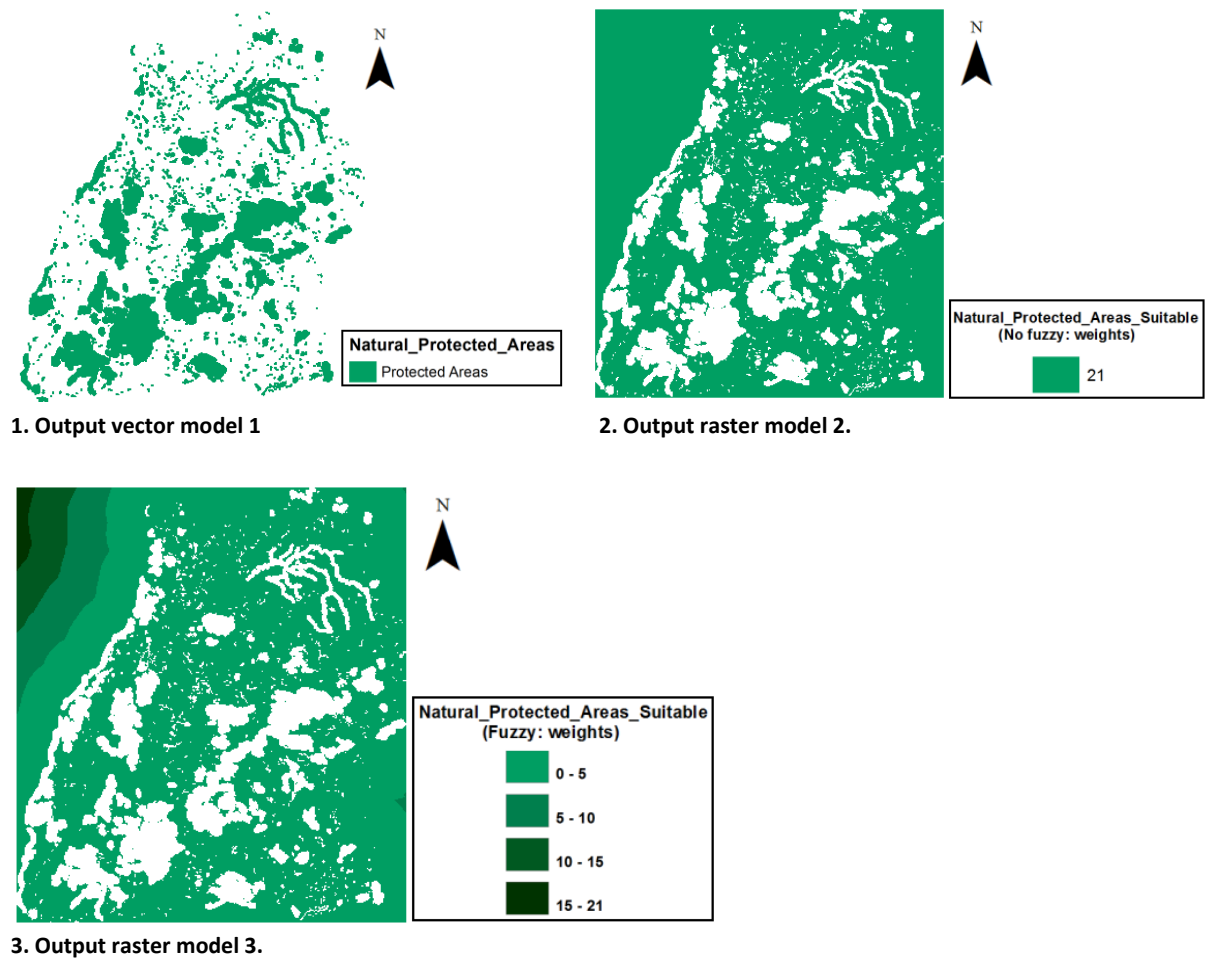 N
Natural_Protected_Areas
Protected Areas
1. Output vector model 1
N
Natural_Protected_Areas_Suitable
(No fuzzy: weights)
21
2. Output raster model 2.
N
Natural_Protected_Areas_Suitable
(Fuzzy: weights)
0 - 5
5 - 10
10 - 15
15 - 21
3. Output raster model 3.